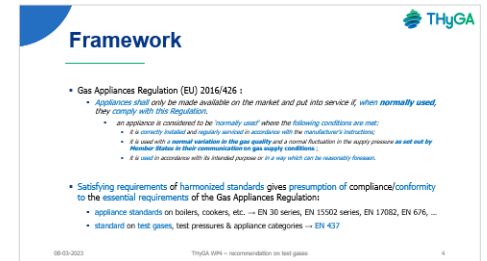 THyGA
Framework
▪ Gas Appliances Regulation (EU) 2016/426 :
▪ Appliances shall only be made available on the market and put into service if, when normally used,
they comply with this Regulation.
▪ an appliance is considered to be 'normally used' where the following conditions are met:
▪ it is correctly installed and regularly serviced in accordance with the manufacturer's instructions;
▪ it is used with a normal variation in the gas quality and a normal fluctuation in the supply pressure as set out by
Member States in their communication on gas supply conditions ;
▪ it is used in accordance with its intended purpose or in a way which can be reasonably foreseen.
▪ Satisfying requirements of harmonized standards gives presumption of compliance/conformity
to the essential requirements of the Gas Appliances Regulation:
▪ appliance standards on boilers, cookers, etc. → EN 30 series, EN 15502 series, EN 17082, EN 676, ...
▪ standard on test gases, test pressures & appliance categories → EN 437
08-03-2023
THyGA WP4 – recommendation on test gases
4